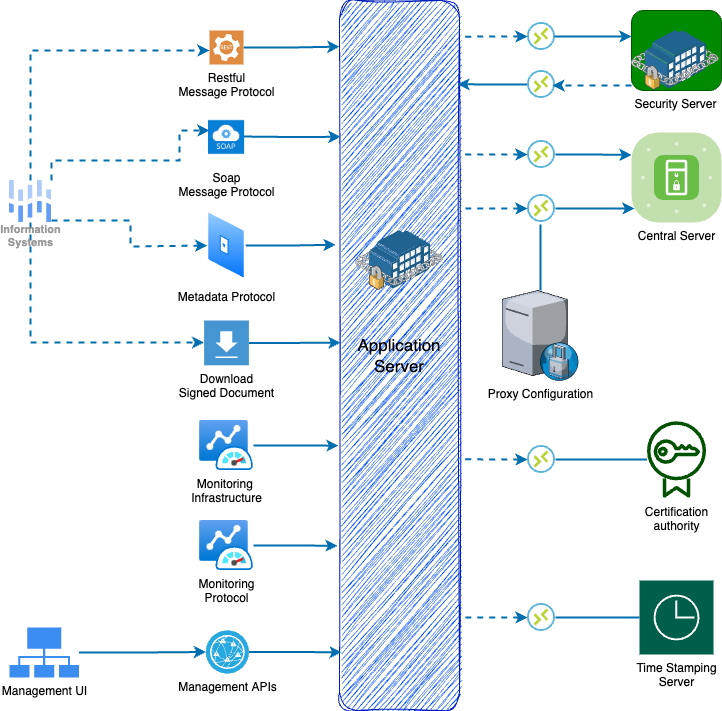 REST
Restful
Message Protocol
SOAP
Soap
Message Protocol
Information
Systems
Metadata Protocol
Download
Signed Document
Monitoring
Infrastructure
Monitoring
Protocol
Management UI
Management APIs
Application
Server
Security Server
Central Server
Proxy Configuration
Certification
authority
Time Stamping
Server